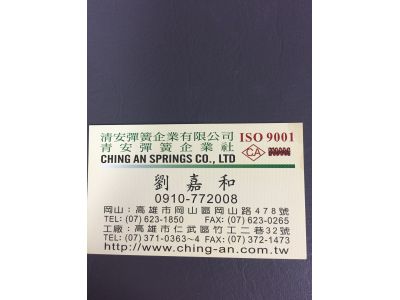 清安彈簧企業有限公司 ISO 9001
青安彈簧企業社 CA
CHING AN SPRINGS CO., LTD
劉嘉和
0910-772008
岡山：高雄市岡山區岡山路478號
TEL: (07) 623-1850 FAX: (07) 623-0265
工廠：高雄市仁武區竹工二巷32號
TEL: (07) 371-0363~4 FAX: (07) 372-1473
http://www.ching-an.com.tw